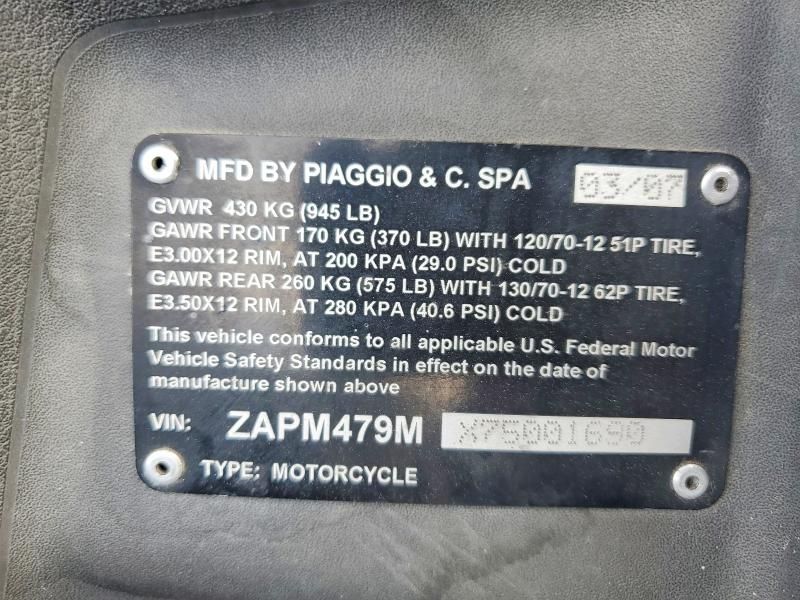 MFD BY PIAGGIO & C. SPA 03/07
GVWR 430 KG (945 LB)
GAWR FRONT 170 KG (370 LB) WITH 120/70-12 51P TIRE,
E3.00X12 RIM, AT 200 KPA (29.0 PSI) COLD
GAWR REAR 260 KG (575 LB) WITH 130/70-12 62P TIRE,
E3.50X12 RIM, AT 280 KPA (40.6 PSI) COLD
This vehicle conforms to all applicable U.S. Federal Motor
Vehicle Safety Standards in effect on the date of
manufacture shown above
VIN: ZAPM479M X75001690
TYPE: MOTORCYCLE